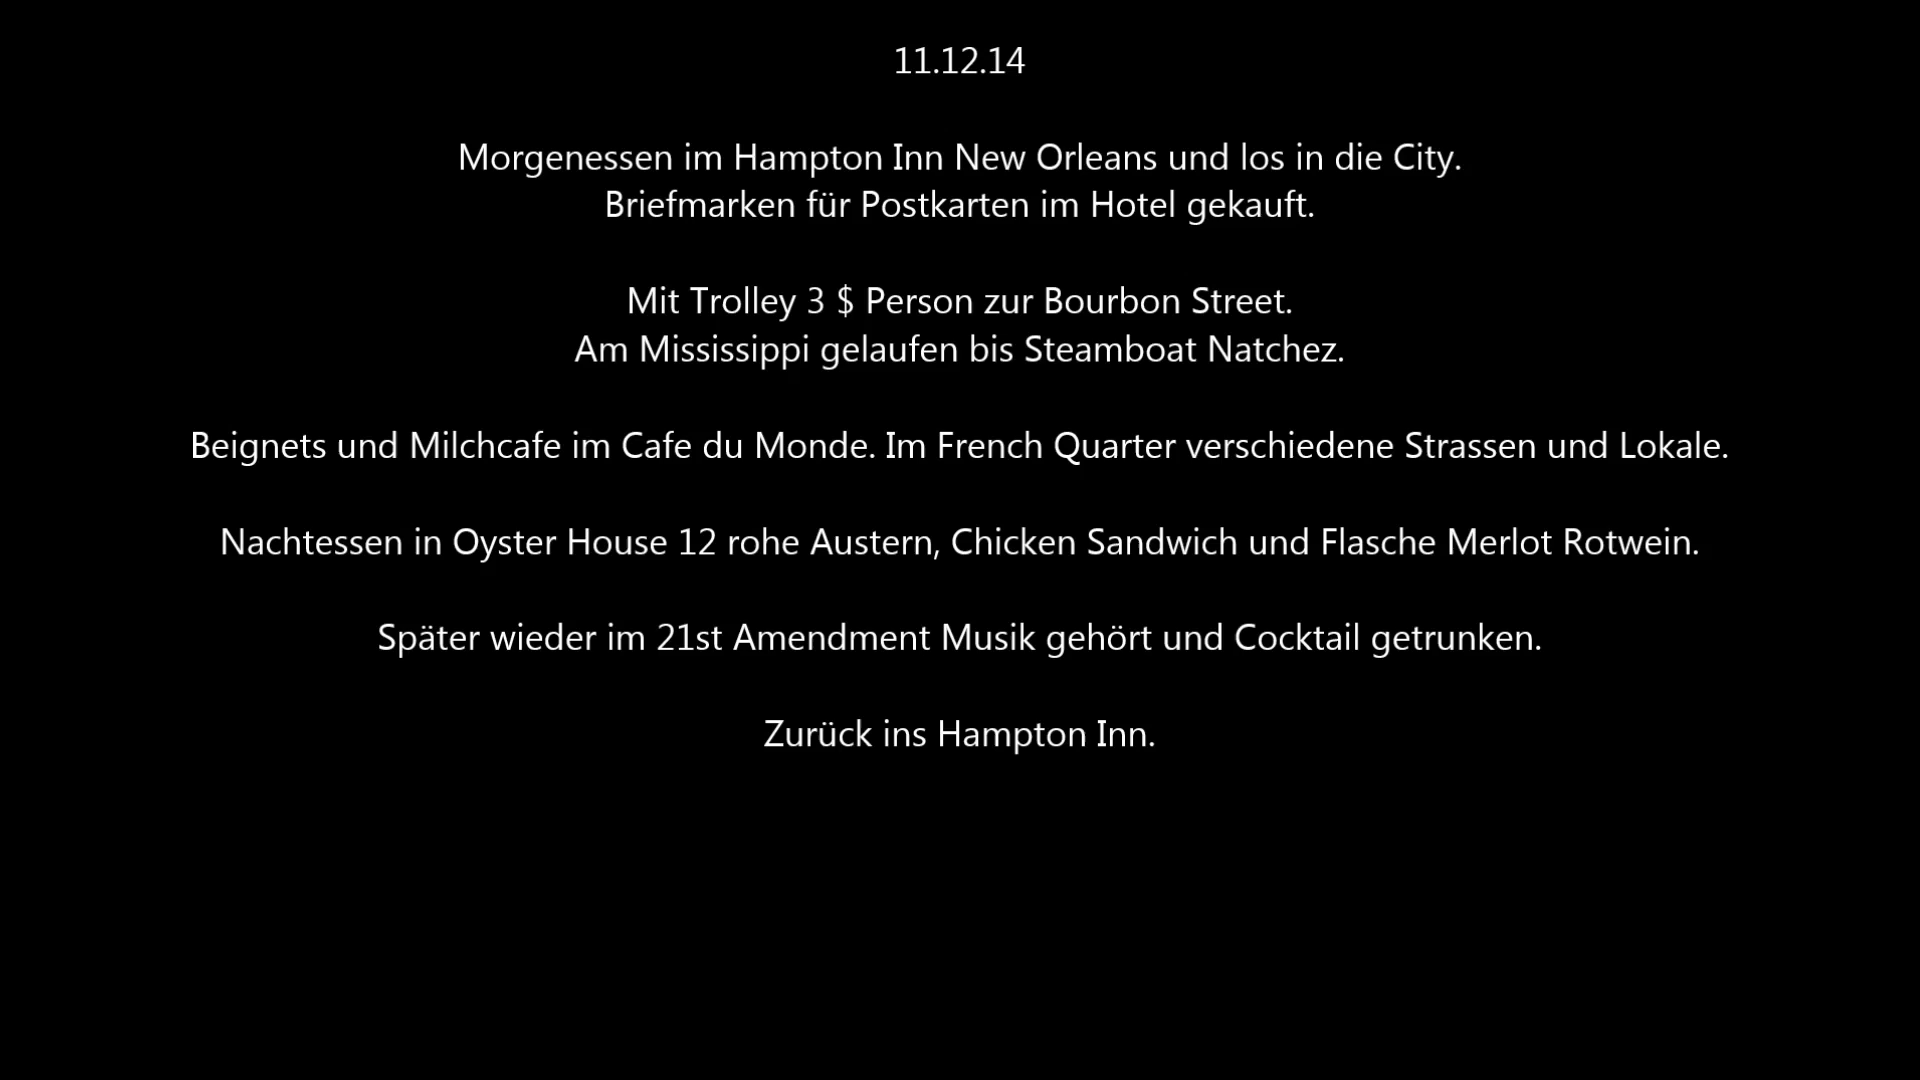 11.12.14
Morgenessen im Hampton Inn New Orleans und los in die City.
Briefmarken für Postkarten im Hotel gekauft.
Mit Trolley 3 $ Person zur Bourbon Street.
Am Mississippi gelaufen bis Steamboat Natchez.
Beignets und Milchcafe im Cafe du Monde. Im French Quarter verschiedene Strassen und Lokale.
Nachtessen in Oyster House 12 rohe Austern, Chicken Sandwich und Flasche Merlot Rotwein.
Später wieder im 21st Amendment Musik gehört und Cocktail getrunken.
Zurück ins Hampton Inn.